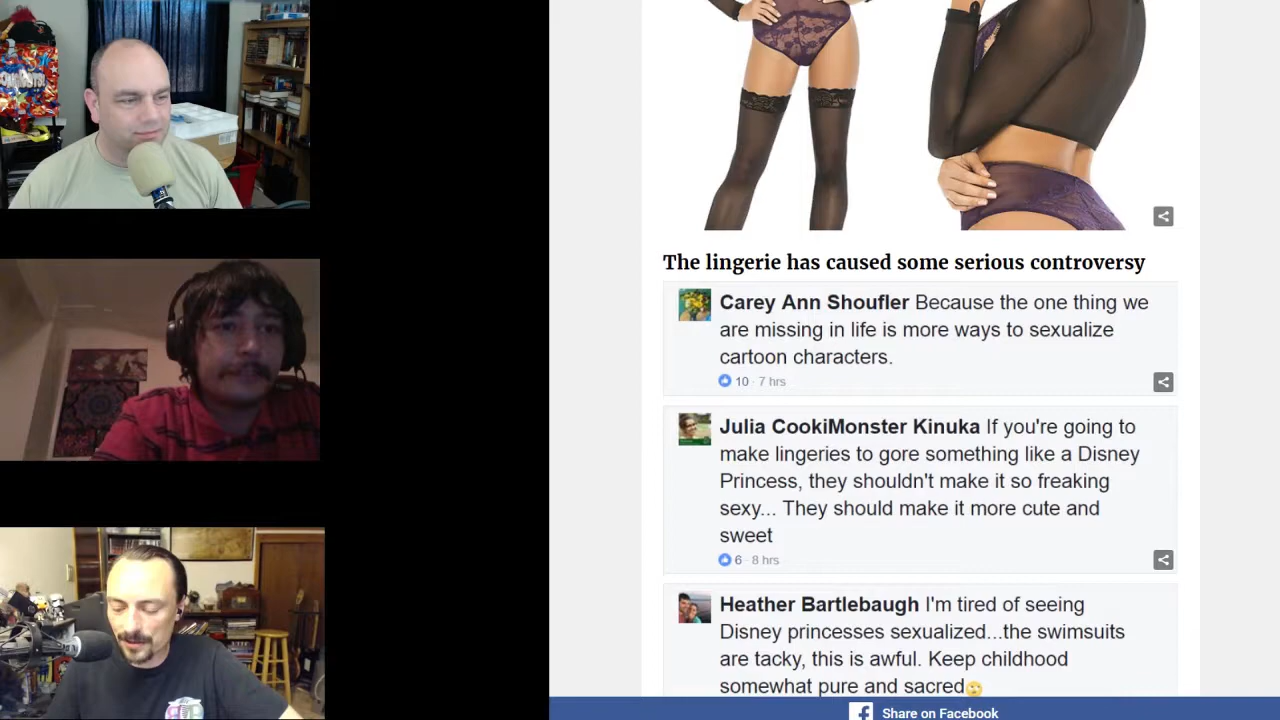 The lingerie has caused some serious controversy
Carey Ann Shoufler Because the one thing we
are missing in life is more ways to sexualize
cartoon characters.
10 · 7 hrs
Julia CookiMonster Kinuka If you're going to
make lingeries to gore something like a Disney
Princess, they shouldn't make it so freaking
sexy... They should make it more cute and
sweet
6 · 8 hrs
Heather Bartlebaugh I'm tired of seeing
Disney princesses sexualized...the swimsuits
are tacky, this is awful. Keep childhood
somewhat pure and sacred
Share on Facebook